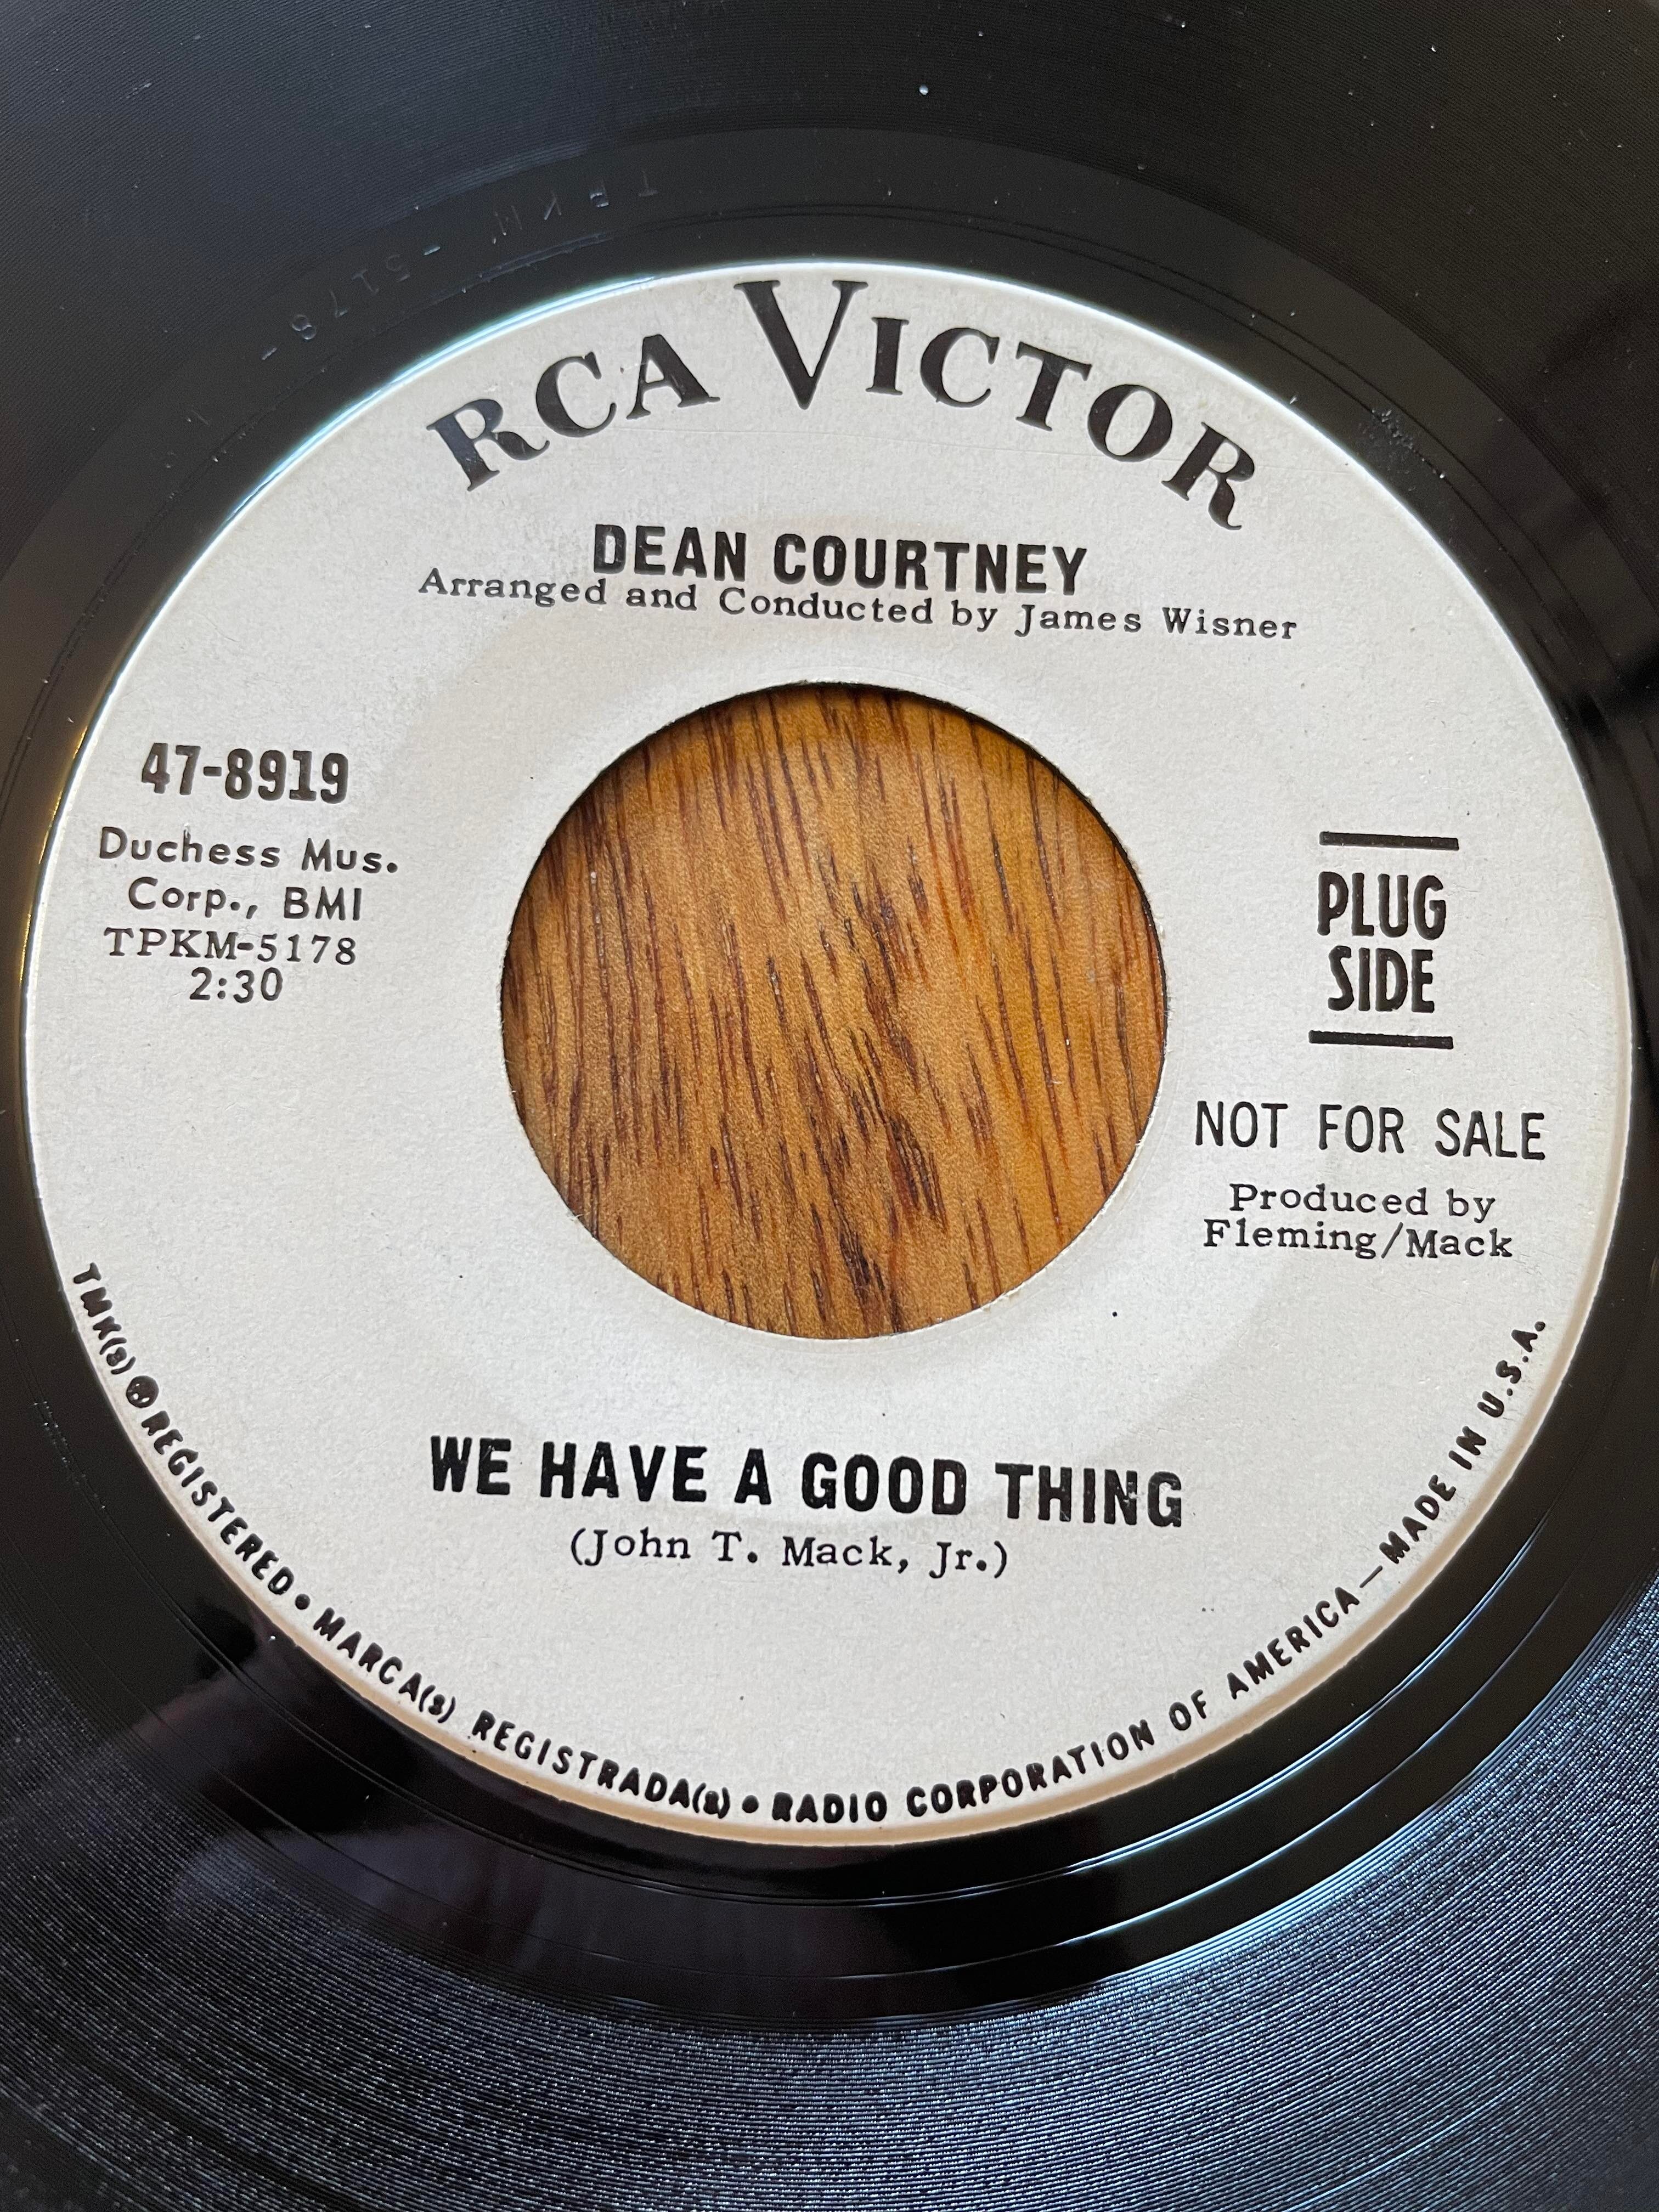 TPKM-5178-
RCA VICTOR
DEAN COURTNEY
Arranged and Conducted by James Wisner
47-8919
Duchess Mus.
Corp., BMI
TPKM-5178
2:30
PLUG
SIDE
NOT FOR SALE
Produced by
Fleming/Mack
WE HAVE A GOOD THING
(John T. Mack, Jr.)
TMK(s) ® REGISTERED • MARCA(s) REGISTRADA(s) • RADIO CORPORATION OF AMERICA — MADE IN U.S.A.